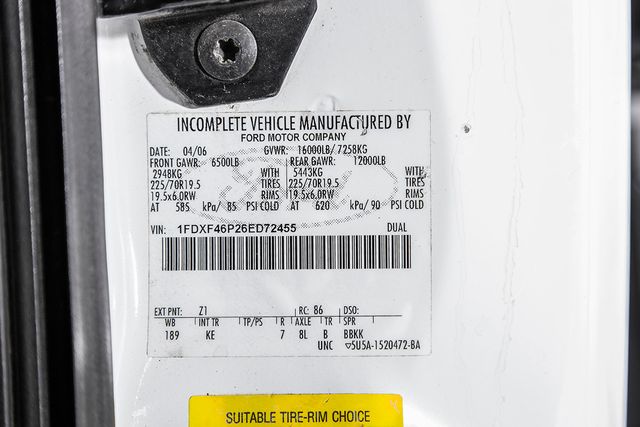 INCOMPLETE VEHICLE MANUFACTURED BY
FORD MOTOR COMPANY
DATE: 04/06 GVWR: 16000LB/ 7258KG
FRONT GAWR: 6500LB REAR GAWR: 12000LB
2948KG WITH 5443KG WITH
225/70R19.5 TIRES 225/70R19.5 TIRES
19.5x6.0RW RIMS 19.5x6.0RW RIMS
AT 585 kPa/ 85 PSI COLD AT 620 kPa/ 90 PSI COLD
VIN: 1FDXF46P26ED72455 DUAL
EXT PNT: Z1 RC: 86 DSO:
WB INT TR TP/PS R AXLE TR SPR
189 KE 7 8L B BBKK
UNC 5U5A-1520472-BA
SUITABLE TIRE-RIM CHOICE